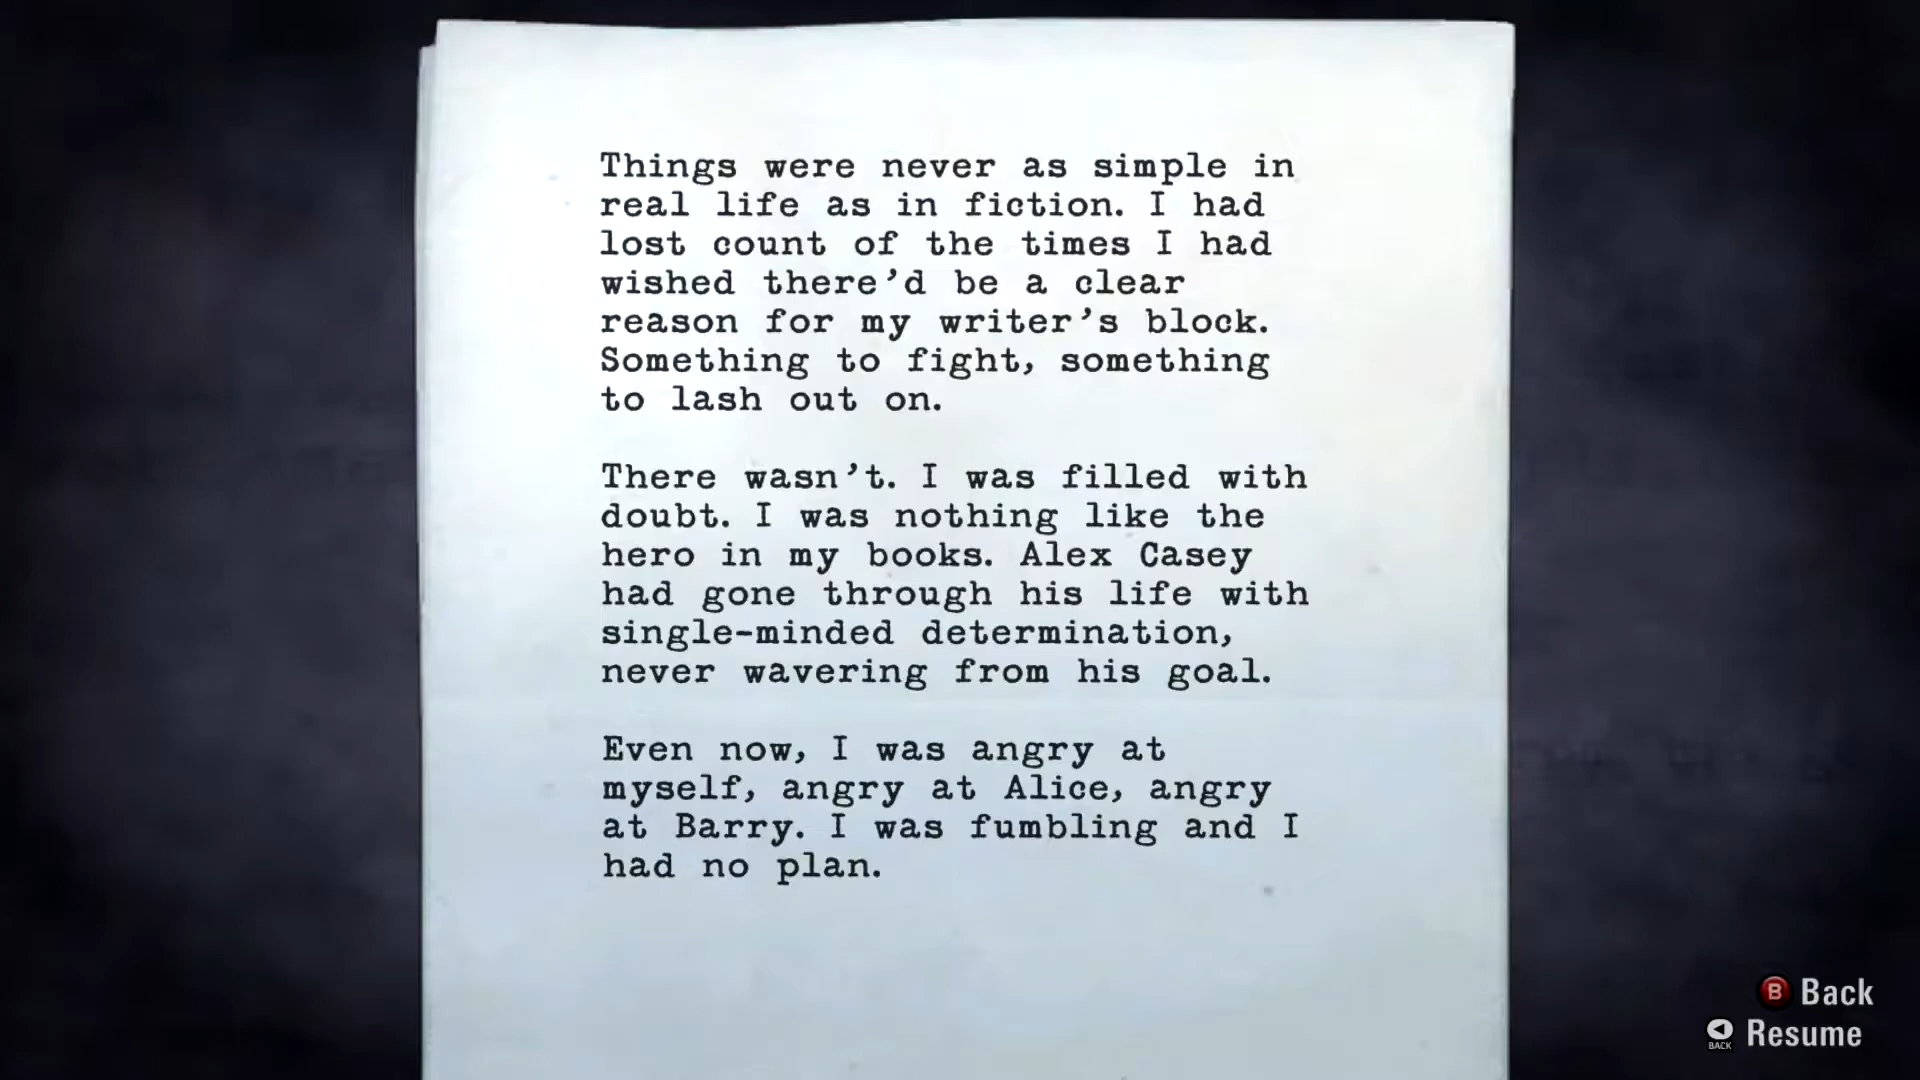 Things were never as simple in
real life as in fiction. I had
lost count of the times I had
wished there’d be a clear
reason for my writer’s block.
Something to fight, something
to lash out on.
There wasn’t. I was filled with
doubt. I was nothing like the
hero in my books. Alex Casey
had gone through his life with
single-minded determination,
never wavering from his goal.
Even now, I was angry at
myself, angry at Alice, angry
at Barry. I was fumbling and I
had no plan.
B Back
BACK Resume